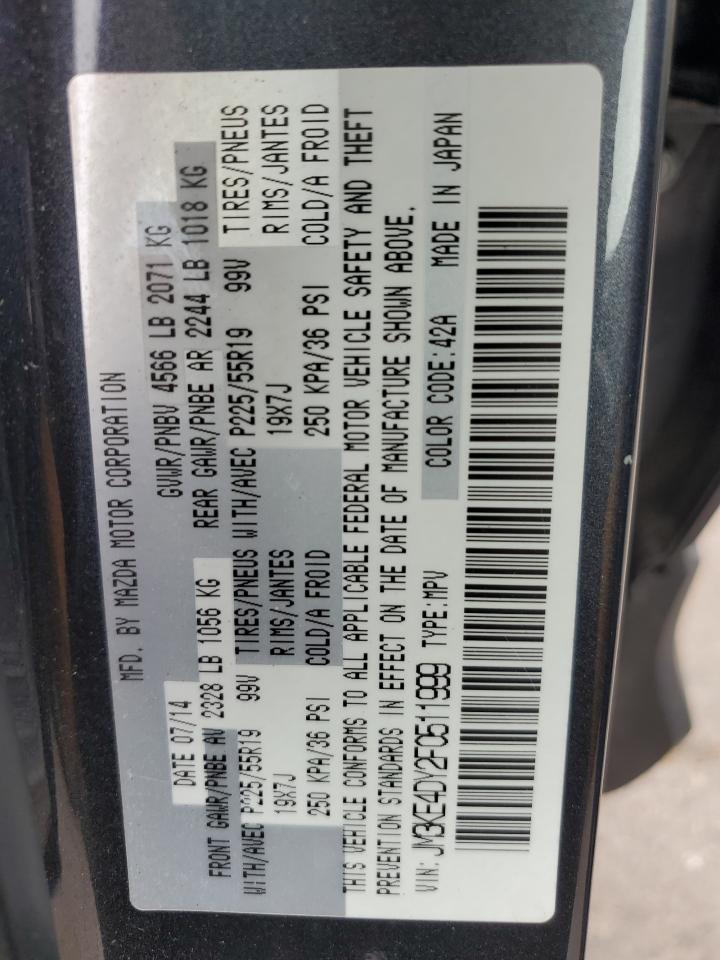 MFD. BY MAZDA MOTOR CORPORATION
DATE 07/14 GVWR/PNBV 4566 LB 2071 KG
FRONT GAWR/PNBE AV 2328 LB 1056 KG REAR GAWR/PNBE AR 2244 LB 1018 KG
WITH/AVEC P225/55R19 99V TIRES/PNEUS WITH/AVEC P225/55R19 99V TIRES/PNEUS
19X7J RIMS/JANTES 19X7J RIMS/JANTES
250 KPA/36 PSI COLD/A FROID 250 KPA/36 PSI COLD/A FROID
THIS VEHICLE CONFORMS TO ALL APPLICABLE FEDERAL MOTOR VEHICLE SAFETY AND THEFT
PREVENTION STANDARDS IN EFFECT ON THE DATE OF MANUFACTURE SHOWN ABOVE.
VIN: JM3KE4DY2F0511999 TYPE:MPV COLOR CODE:42A MADE IN JAPAN